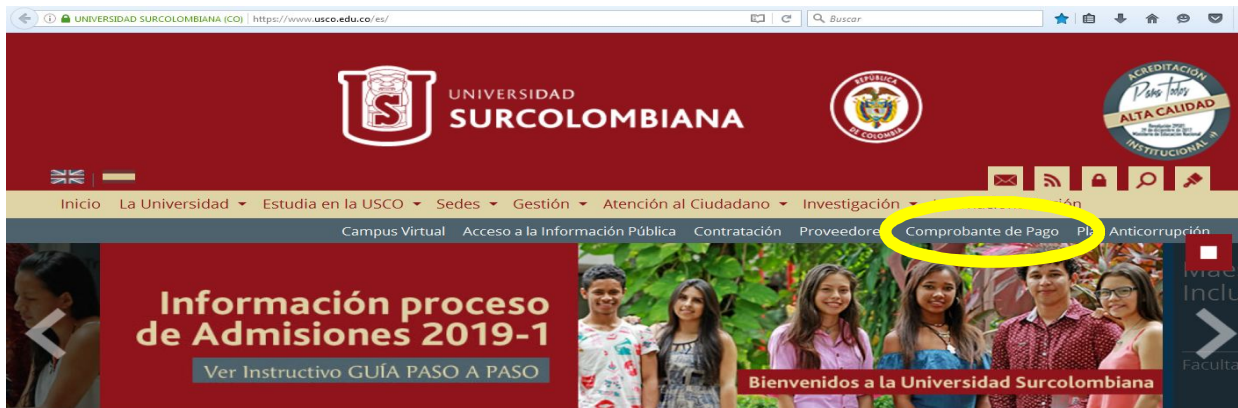 UNIVERSIDAD SURCOLOMBIANA (CO) https://www.usco.edu.co/es/ Buscar
UNIVERSIDAD
SURCOLOMBIANA
REPÚBLICA
DE COLOMBIA
ACREDITACIÓN
Para Todos
ALTA CALIDAD
INSTITUCIONAL
Inicio La Universidad Estudia en la USCO Sedes Gestión Atención al Ciudadano Investigación
Campus Virtual Acceso a la Información Pública Contratación Proveedores Comprobante de Pago Plan Anticorrupción
Información proceso
de Admisiones 2019-1
Ver Instructivo GUÍA PASO A PASO
Bienvenidos a la Universidad Surcolombiana
Mae
Inclu
Faculta